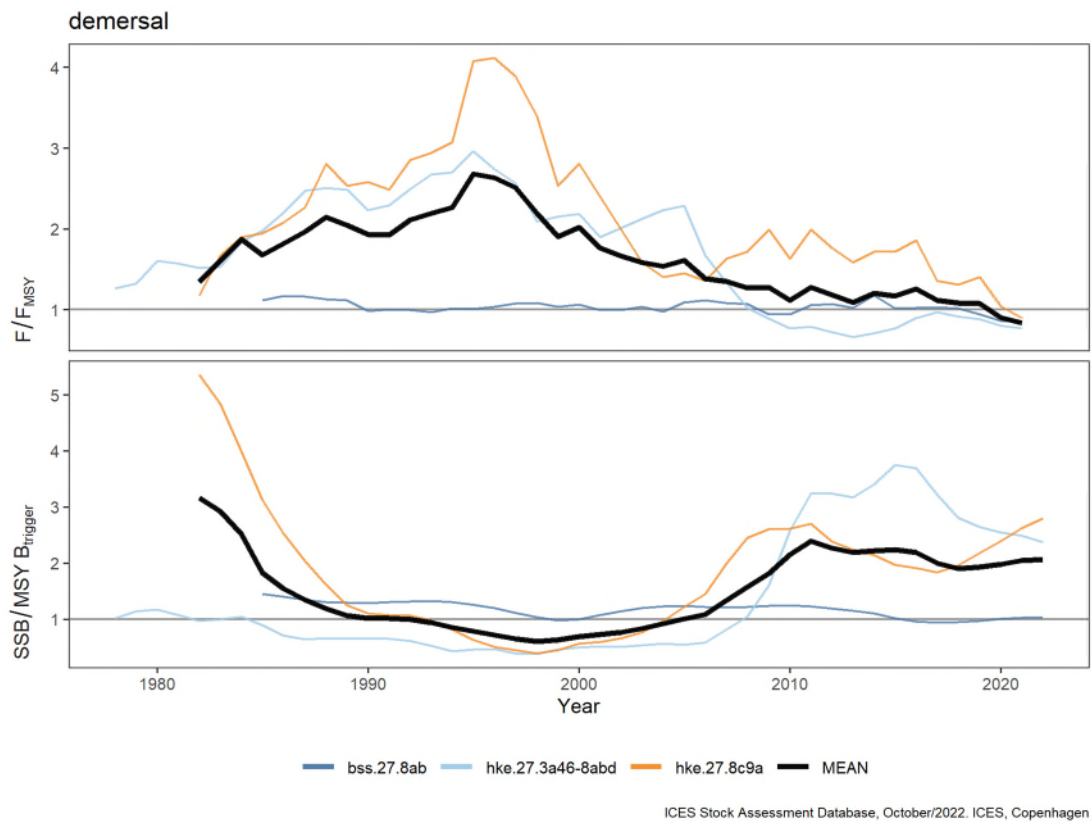 demersal
4
3
2
1
F/F_MSY
5
4
3
2
1
SSB/MSY B_trigger
1980 1990 2000 2010 2020
Year
bss.27.8ab hke.27.3a46-8abd hke.27.8c9a MEAN
ICES Stock Assessment Database, October/2022. ICES, Copenhagen